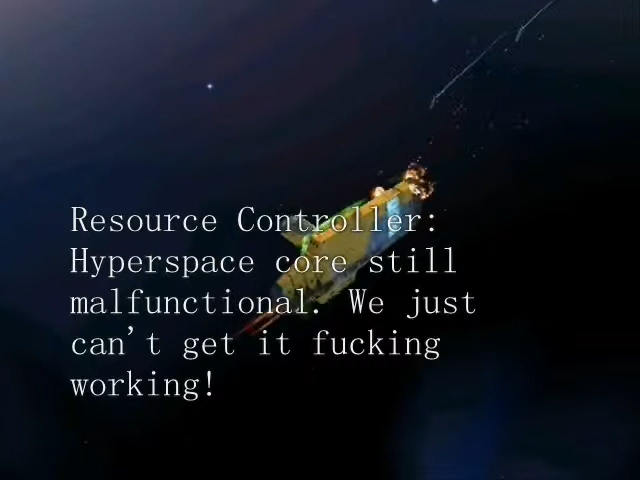 Resource Controller:
Hyperspace core still
malfunctional. We just
can't get it fucking
working!